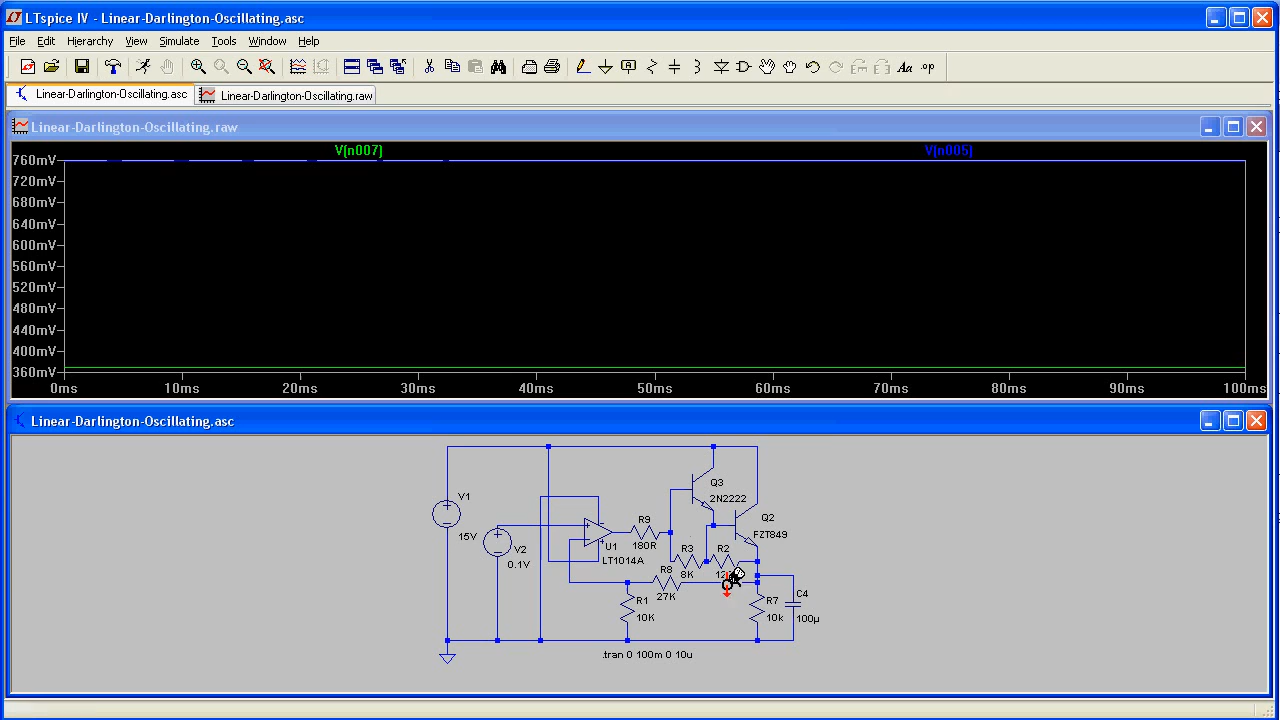 LTspice IV - Linear-Darlington-Oscillating.asc
File Edit Hierarchy View Simulate Tools Window Help
Aa .op
Linear-Darlington-Oscillating.asc Linear-Darlington-Oscillating.raw
Linear-Darlington-Oscillating.raw
V(n007) V(n005)
760mV
720mV
680mV
640mV
600mV
560mV
520mV
480mV
440mV
400mV
360mV
0ms 10ms 20ms 30ms 40ms 50ms 60ms 70ms 80ms 90ms 100ms
Linear-Darlington-Oscillating.asc
V1
15V
V2
0.1V
U1
LT1014A
R9
180R
Q3
2N2222
Q2
FZT849
R3
8K
R2
R8
27K
R1
10K
R7
10k
C4
100µ
.tran 0 100m 0 10u